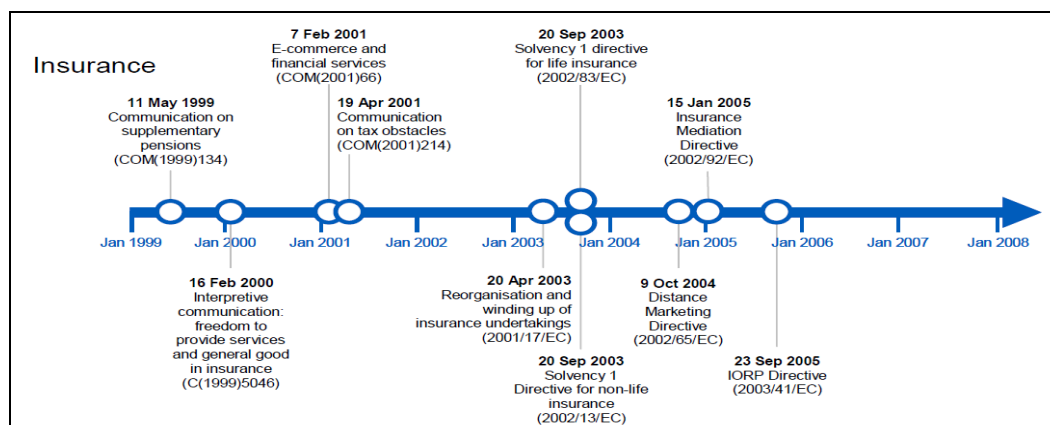 Insurance
11 May 1999
Communication on
supplementary
pensions
(COM(1999)134)
7 Feb 2001
E-commerce and
financial services
(COM(2001)66)
19 Apr 2001
Communication
on tax obstacles
(COM(2001)214)
20 Sep 2003
Solvency 1 directive
for life insurance
(2002/83/EC)
15 Jan 2005
Insurance
Mediation
Directive
(2002/92/EC)
Jan 1999
Jan 2000
Jan 2001
Jan 2002
Jan 2003
Jan 2004
Jan 2005
Jan 2006
Jan 2007
Jan 2008
16 Feb 2000
Interpretive
communication:
freedom to
provide services
and general good
in insurance
(C(1999)5046)
20 Apr 2003
Reorganisation and
winding up of
insurance undertakings
(2001/17/EC)
20 Sep 2003
Solvency 1
Directive for non-life
insurance
(2002/13/EC)
9 Oct 2004
Distance
Marketing
Directive
(2002/65/EC)
23 Sep 2005
IORP Directive
(2003/41/EC)